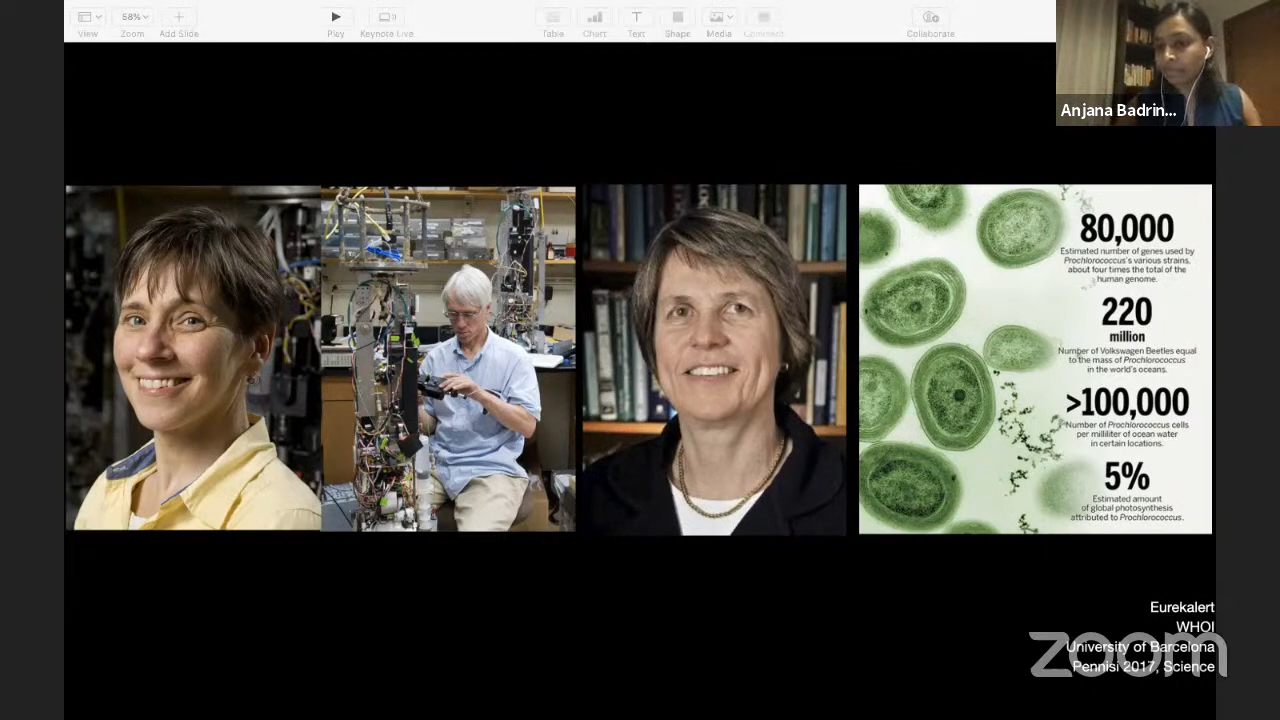 View
58%
Zoom
Add Slide
Play
Keynote Live
Table
Chart
Text
Shape
Media
Comment
Collaborate
Anjana Badrin...
80,000
Estimated number of genes used by
Prochlorococcus's various strains,
about four times the total of the
human genome.
220
million
Number of Volkswagen Beetles equal
to the mass of Prochlorococcus
in the world's oceans.
>100,000
Number of Prochlorococcus cells
per milliliter of ocean water
in certain locations.
5%
Estimated amount
of global photosynthesis
attributed to Prochlorococcus.
Eurekalert
WHOI
University of Barcelona
Pennisi 2017, Science
zoom